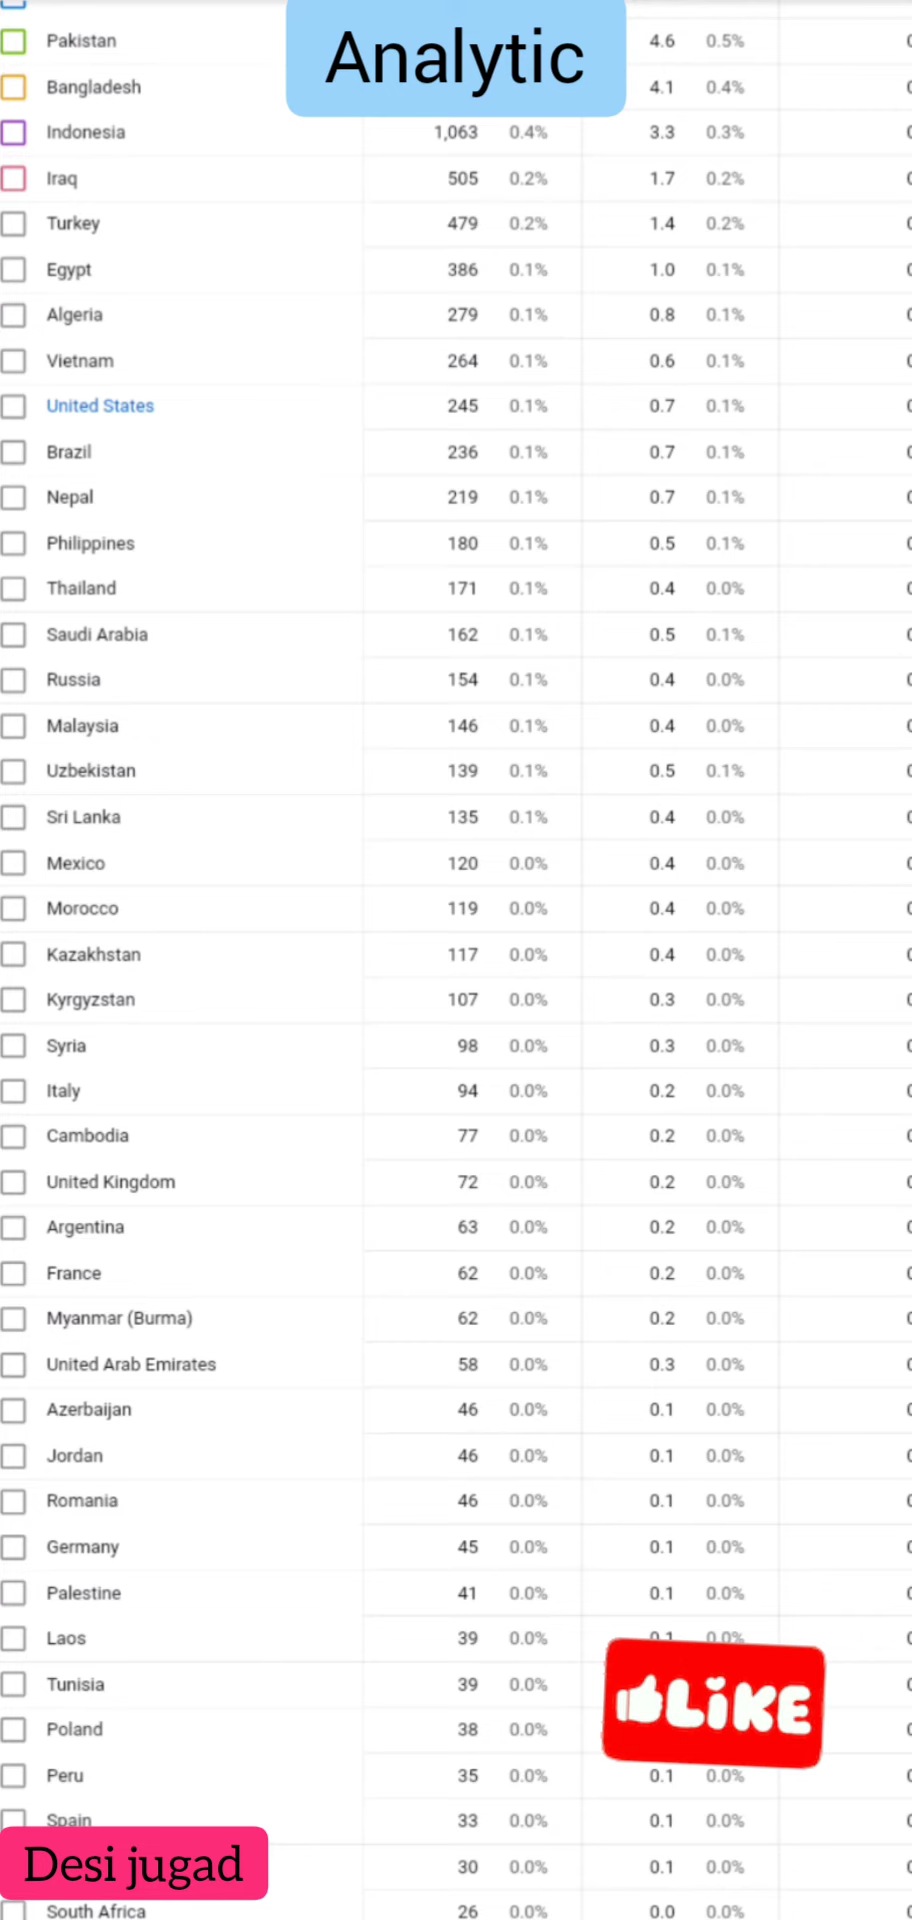 Analytic
Pakistan 4.6 0.5%
Bangladesh 4.1 0.4%
Indonesia 1,063 0.4% 3.3 0.3%
Iraq 505 0.2% 1.7 0.2%
Turkey 479 0.2% 1.4 0.2%
Egypt 386 0.1% 1.0 0.1%
Algeria 279 0.1% 0.8 0.1%
Vietnam 264 0.1% 0.6 0.1%
United States 245 0.1% 0.7 0.1%
Brazil 236 0.1% 0.7 0.1%
Nepal 219 0.1% 0.7 0.1%
Philippines 180 0.1% 0.5 0.1%
Thailand 171 0.1% 0.4 0.0%
Saudi Arabia 162 0.1% 0.5 0.1%
Russia 154 0.1% 0.4 0.0%
Malaysia 146 0.1% 0.4 0.0%
Uzbekistan 139 0.1% 0.5 0.1%
Sri Lanka 135 0.1% 0.4 0.0%
Mexico 120 0.0% 0.4 0.0%
Morocco 119 0.0% 0.4 0.0%
Kazakhstan 117 0.0% 0.4 0.0%
Kyrgyzstan 107 0.0% 0.3 0.0%
Syria 98 0.0% 0.3 0.0%
Italy 94 0.0% 0.2 0.0%
Cambodia 77 0.0% 0.2 0.0%
United Kingdom 72 0.0% 0.2 0.0%
Argentina 63 0.0% 0.2 0.0%
France 62 0.0% 0.2 0.0%
Myanmar (Burma) 62 0.0% 0.2 0.0%
United Arab Emirates 58 0.0% 0.3 0.0%
Azerbaijan 46 0.0% 0.1 0.0%
Jordan 46 0.0% 0.1 0.0%
Romania 46 0.0% 0.1 0.0%
Germany 45 0.0% 0.1 0.0%
Palestine 41 0.0% 0.1 0.0%
Laos 39 0.0% 0.1 0.0%
Tunisia 39 0.0%
LiKE
Poland 38 0.0%
Peru 35 0.0% 0.1 0.0%
Spain 33 0.0% 0.1 0.0%
Desi jugad
30 0.0% 0.1 0.0%
South Africa 26 0.0% 0.0 0.0%